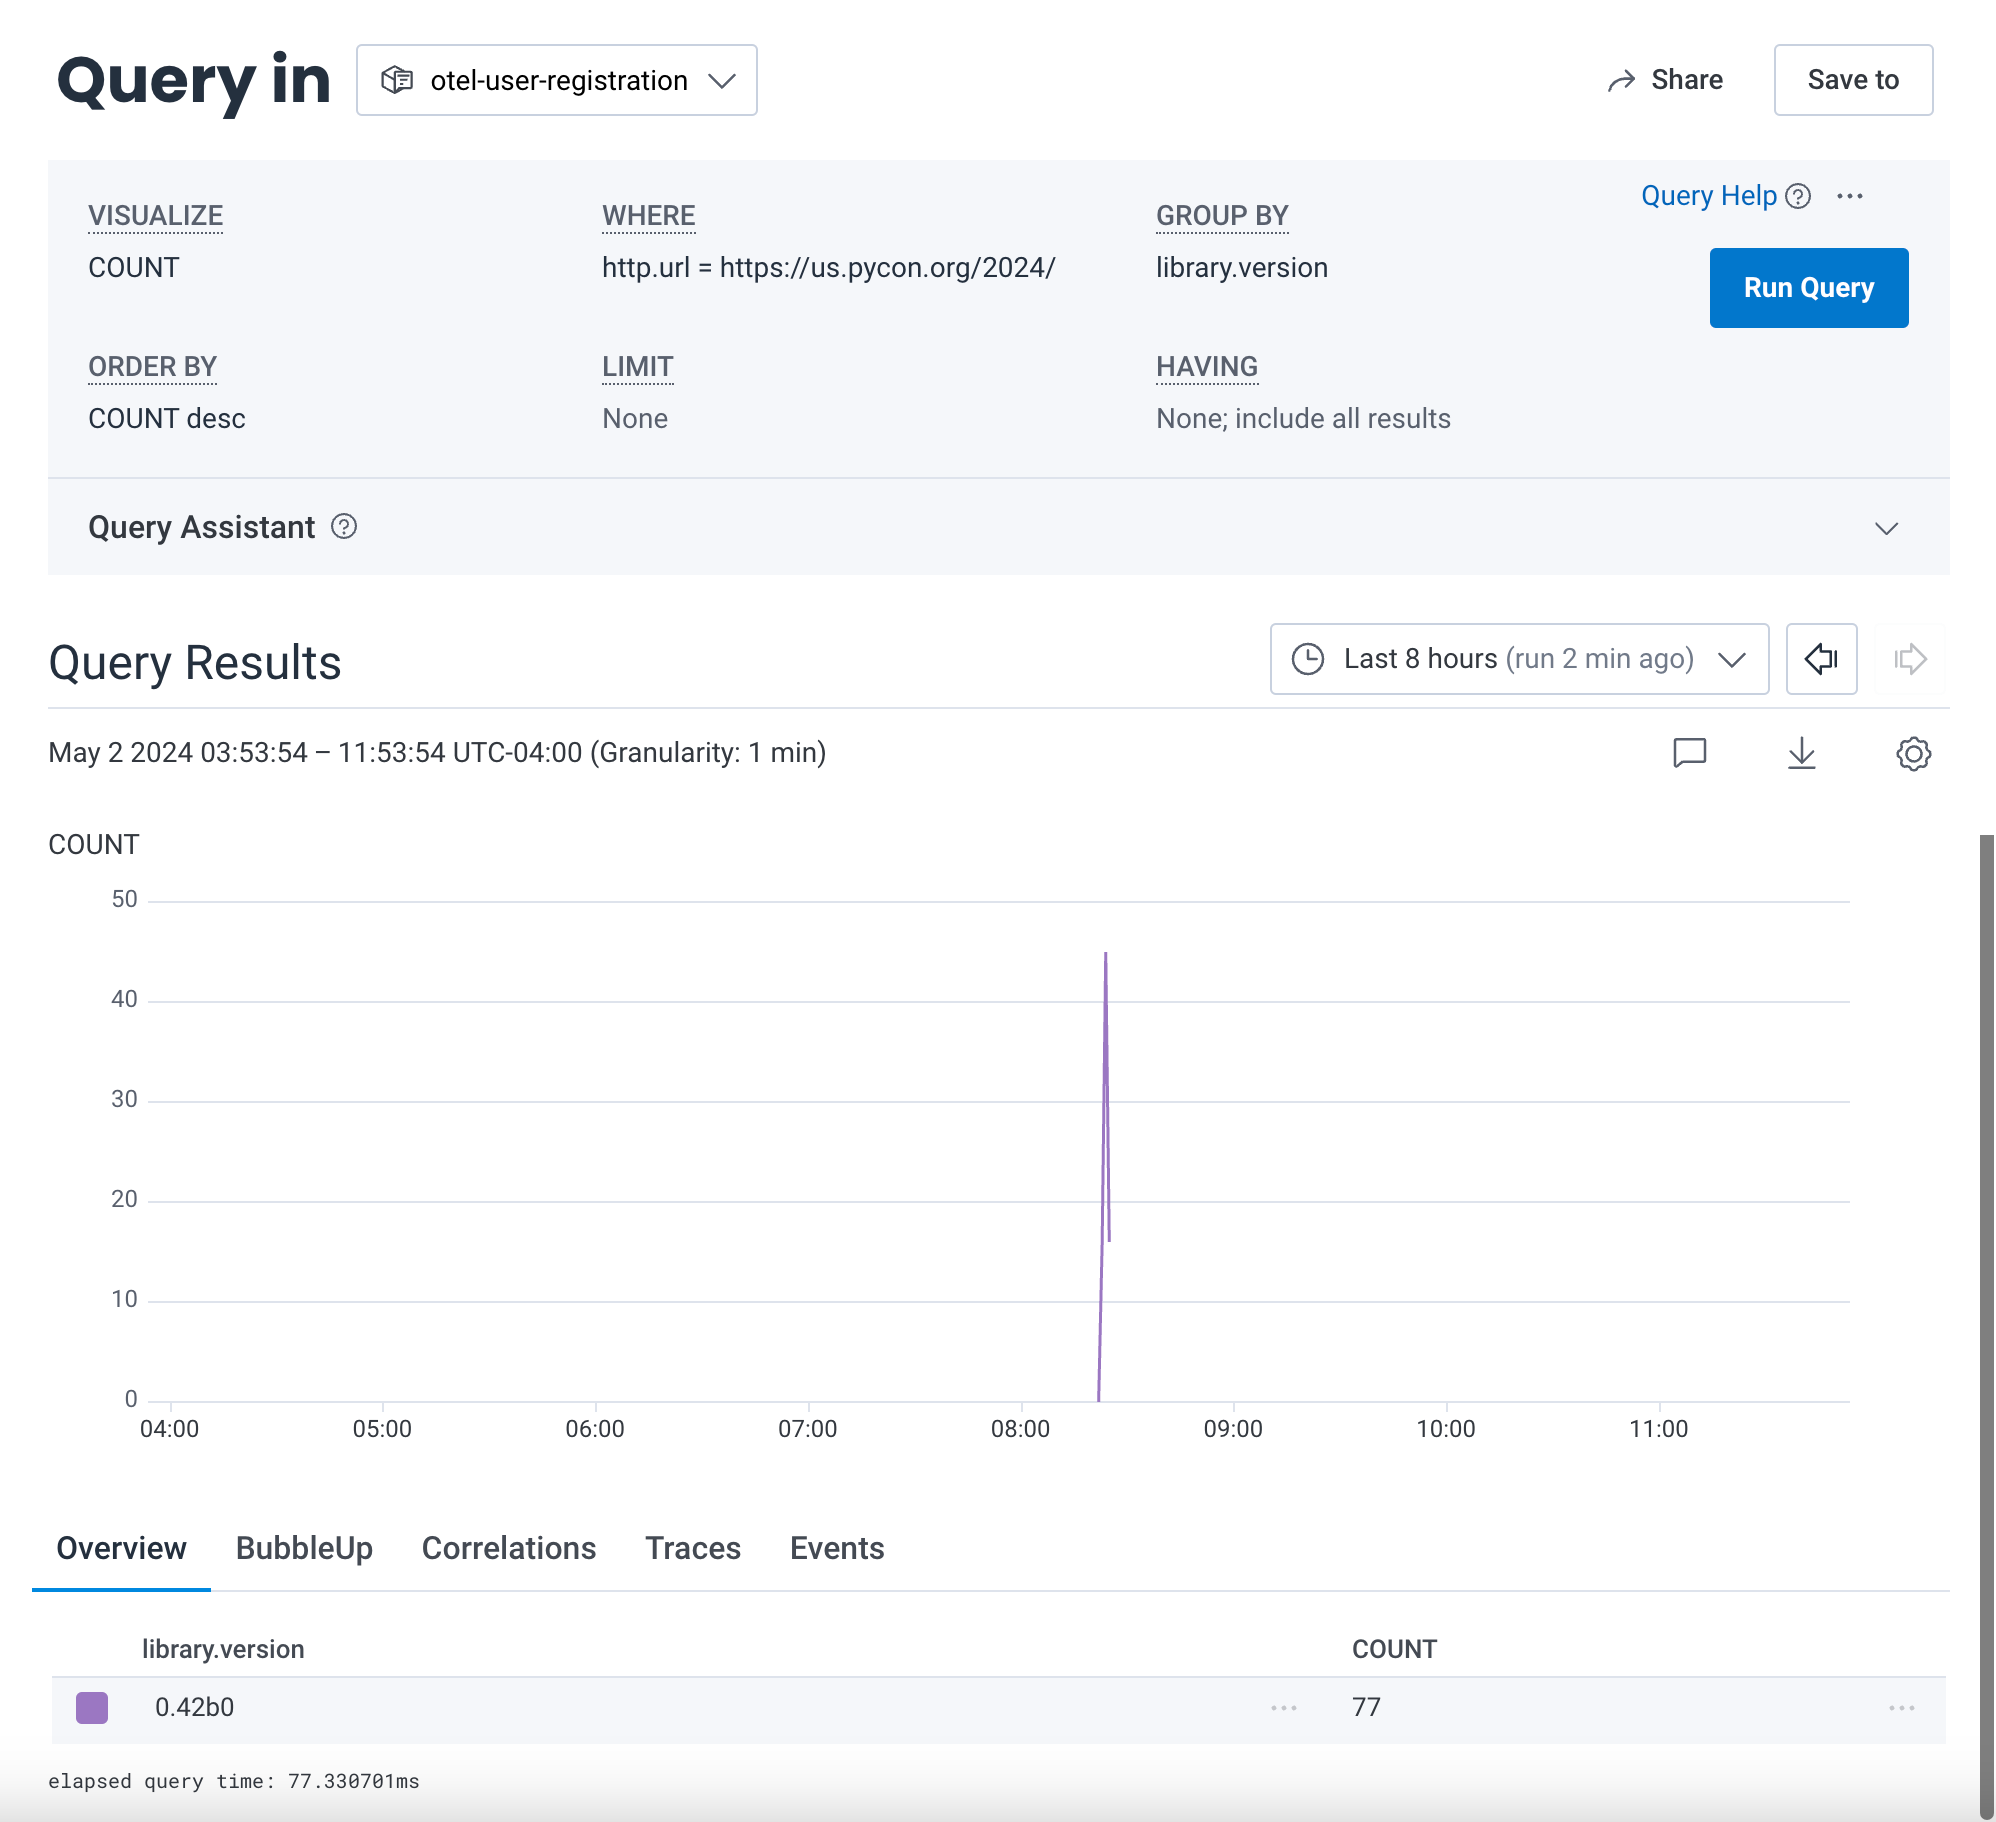 Query in
otel-user-registration
Share
Save to
Query Help
VISUALIZE
WHERE
GROUP BY
COUNT
http.url = https://us.pycon.org/2024/
library.version
Run Query
ORDER BY
LIMIT
HAVING
COUNT desc
None
None; include all results
Query Assistant
Query Results
Last 8 hours (run 2 min ago)
May 2 2024 03:53:54 – 11:53:54 UTC-04:00 (Granularity: 1 min)
COUNT
50
40
30
20
10
0
04:00 05:00 06:00 07:00 08:00 09:00 10:00 11:00
Overview BubbleUp Correlations Traces Events
library.version COUNT
0.42b0 77
elapsed query time: 77.330701ms